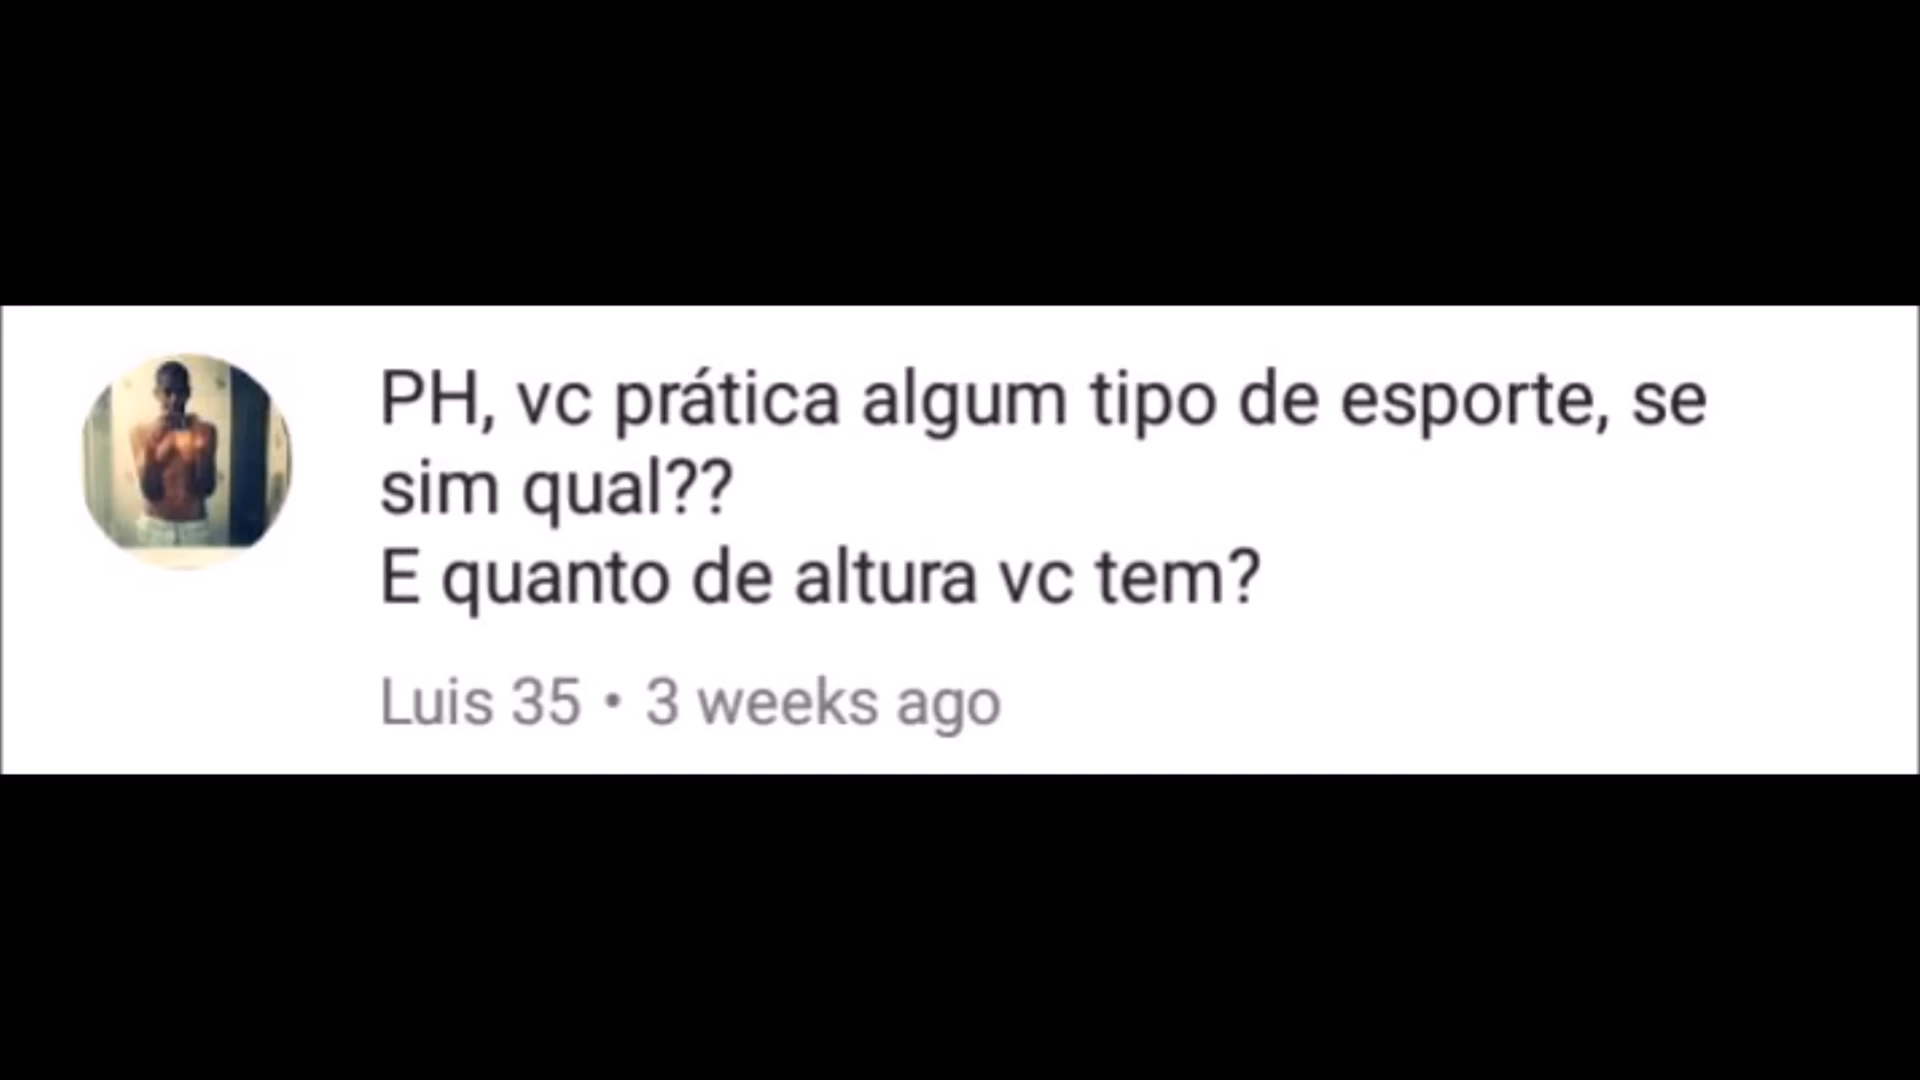 PH, vc prática algum tipo de esporte, se
sim qual??
E quanto de altura vc tem?
Luis 35 • 3 weeks ago